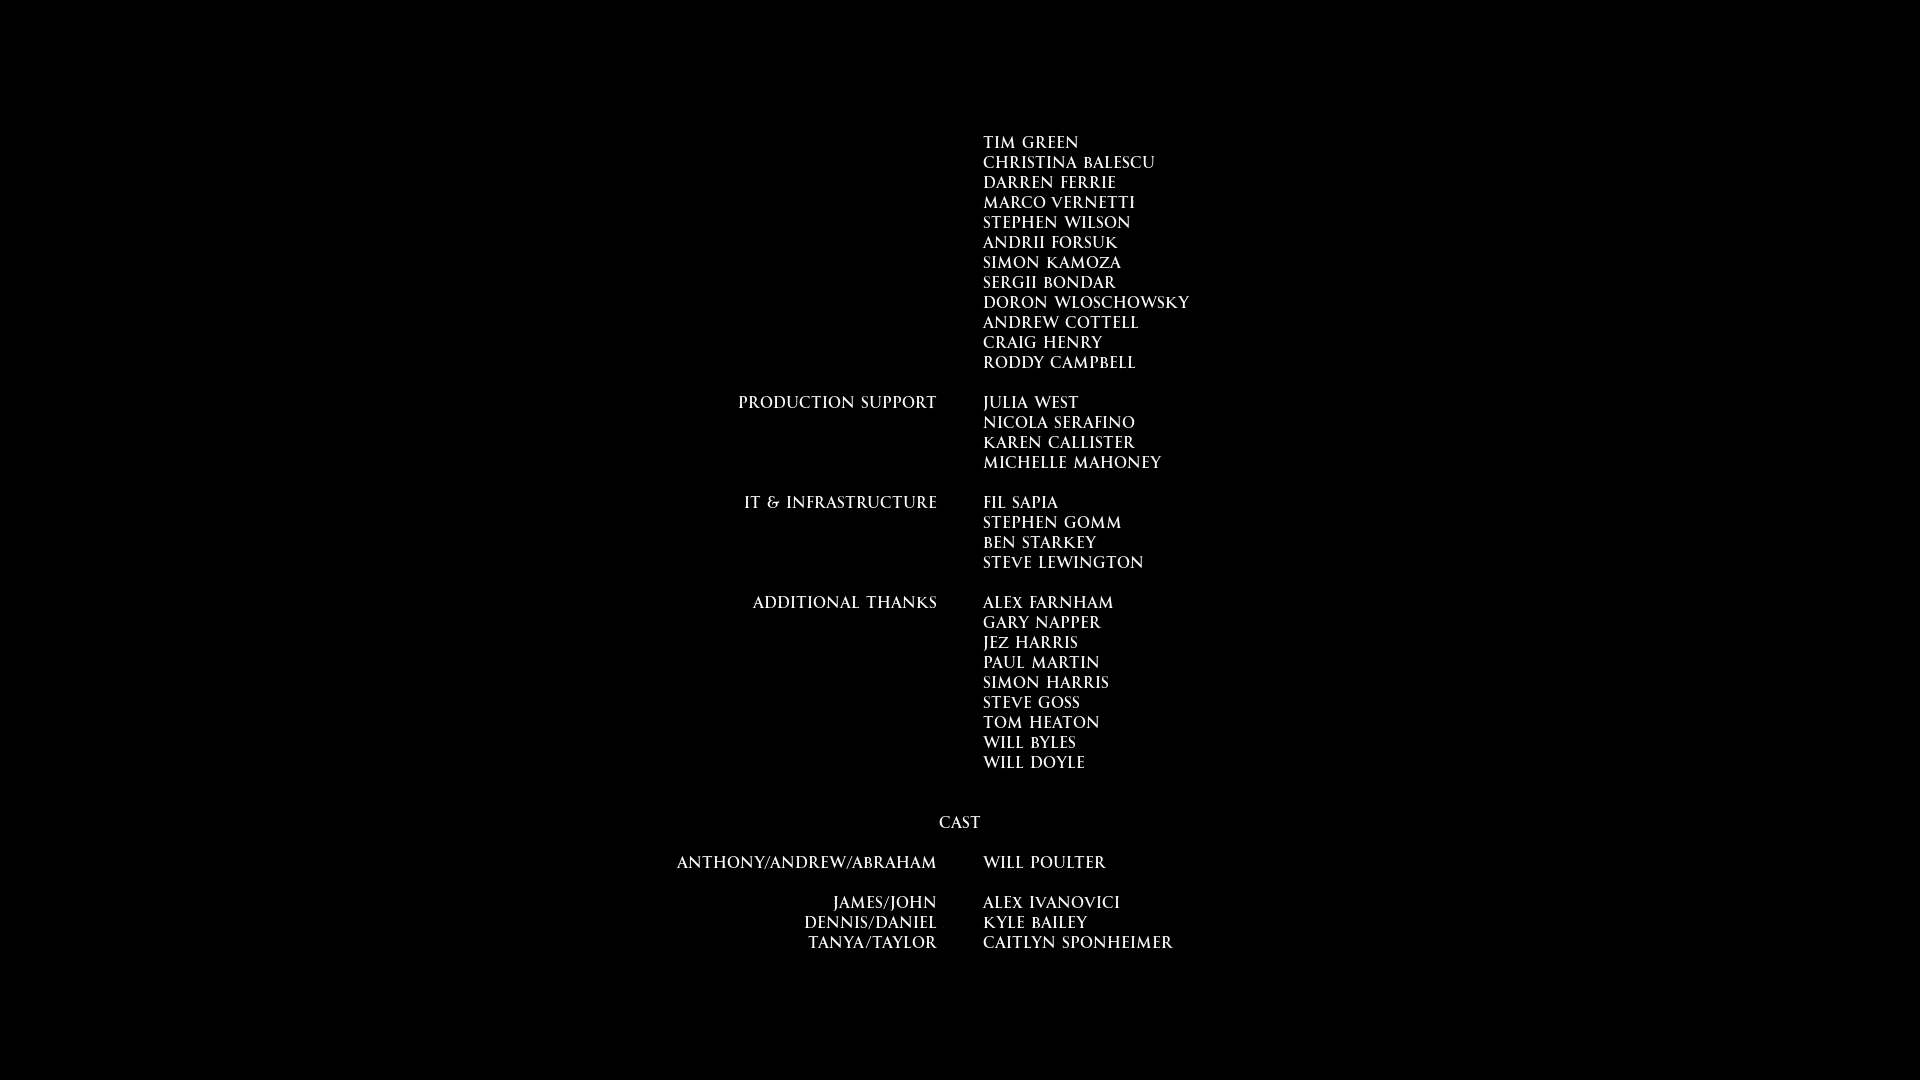 TIM GREEN
CHRISTINA BALESCU
DARREN FERRIE
MARCO VERNETTI
STEPHEN WILSON
ANDRII FORSUK
SIMON KAMOZA
SERGII BONDAR
DORON WLOSCHOWSKY
ANDREW COTTELL
CRAIG HENRY
RODDY CAMPBELL
PRODUCTION SUPPORT JULIA WEST
NICOLA SERAFINO
KAREN CALLISTER
MICHELLE MAHONEY
IT & INFRASTRUCTURE FIL SAPIA
STEPHEN GOMM
BEN STARKEY
STEVE LEWINGTON
ADDITIONAL THANKS ALEX FARNHAM
GARY NAPPER
JEZ HARRIS
PAUL MARTIN
SIMON HARRIS
STEVE GOSS
TOM HEATON
WILL BYLES
WILL DOYLE
CAST
ANTHONY/ANDREW/ABRAHAM WILL POULTER
JAMES/JOHN ALEX IVANOVICI
DENNIS/DANIEL KYLE BAILEY
TANYA/TAYLOR CAITLYN SPONHEIMER